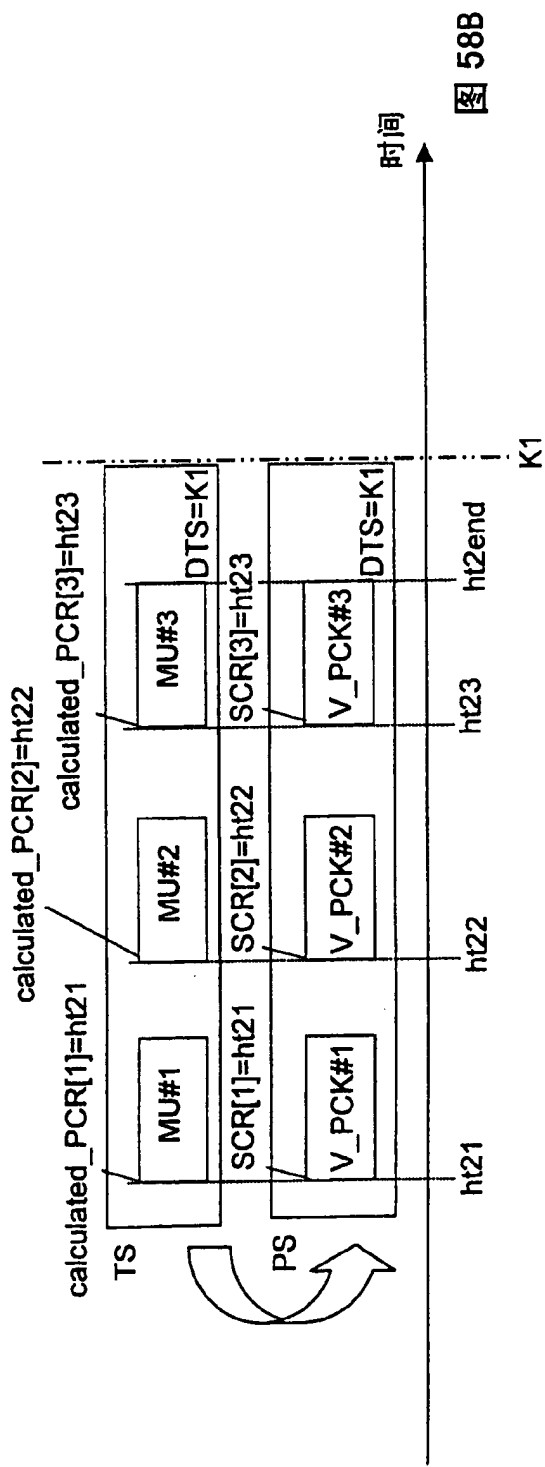 calculated_PCR[1]=ht21
calculated_PCR[2]=ht22
calculated_PCR[3]=ht23
TS
MU#1
MU#2
MU#3
DTS=K1
SCR[1]=ht21
SCR[2]=ht22
SCR[3]=ht23
PS
V_PCK#1
V_PCK#2
V_PCK#3
DTS=K1
ht21
ht22
ht23
ht2end
K1
时间
图 58B